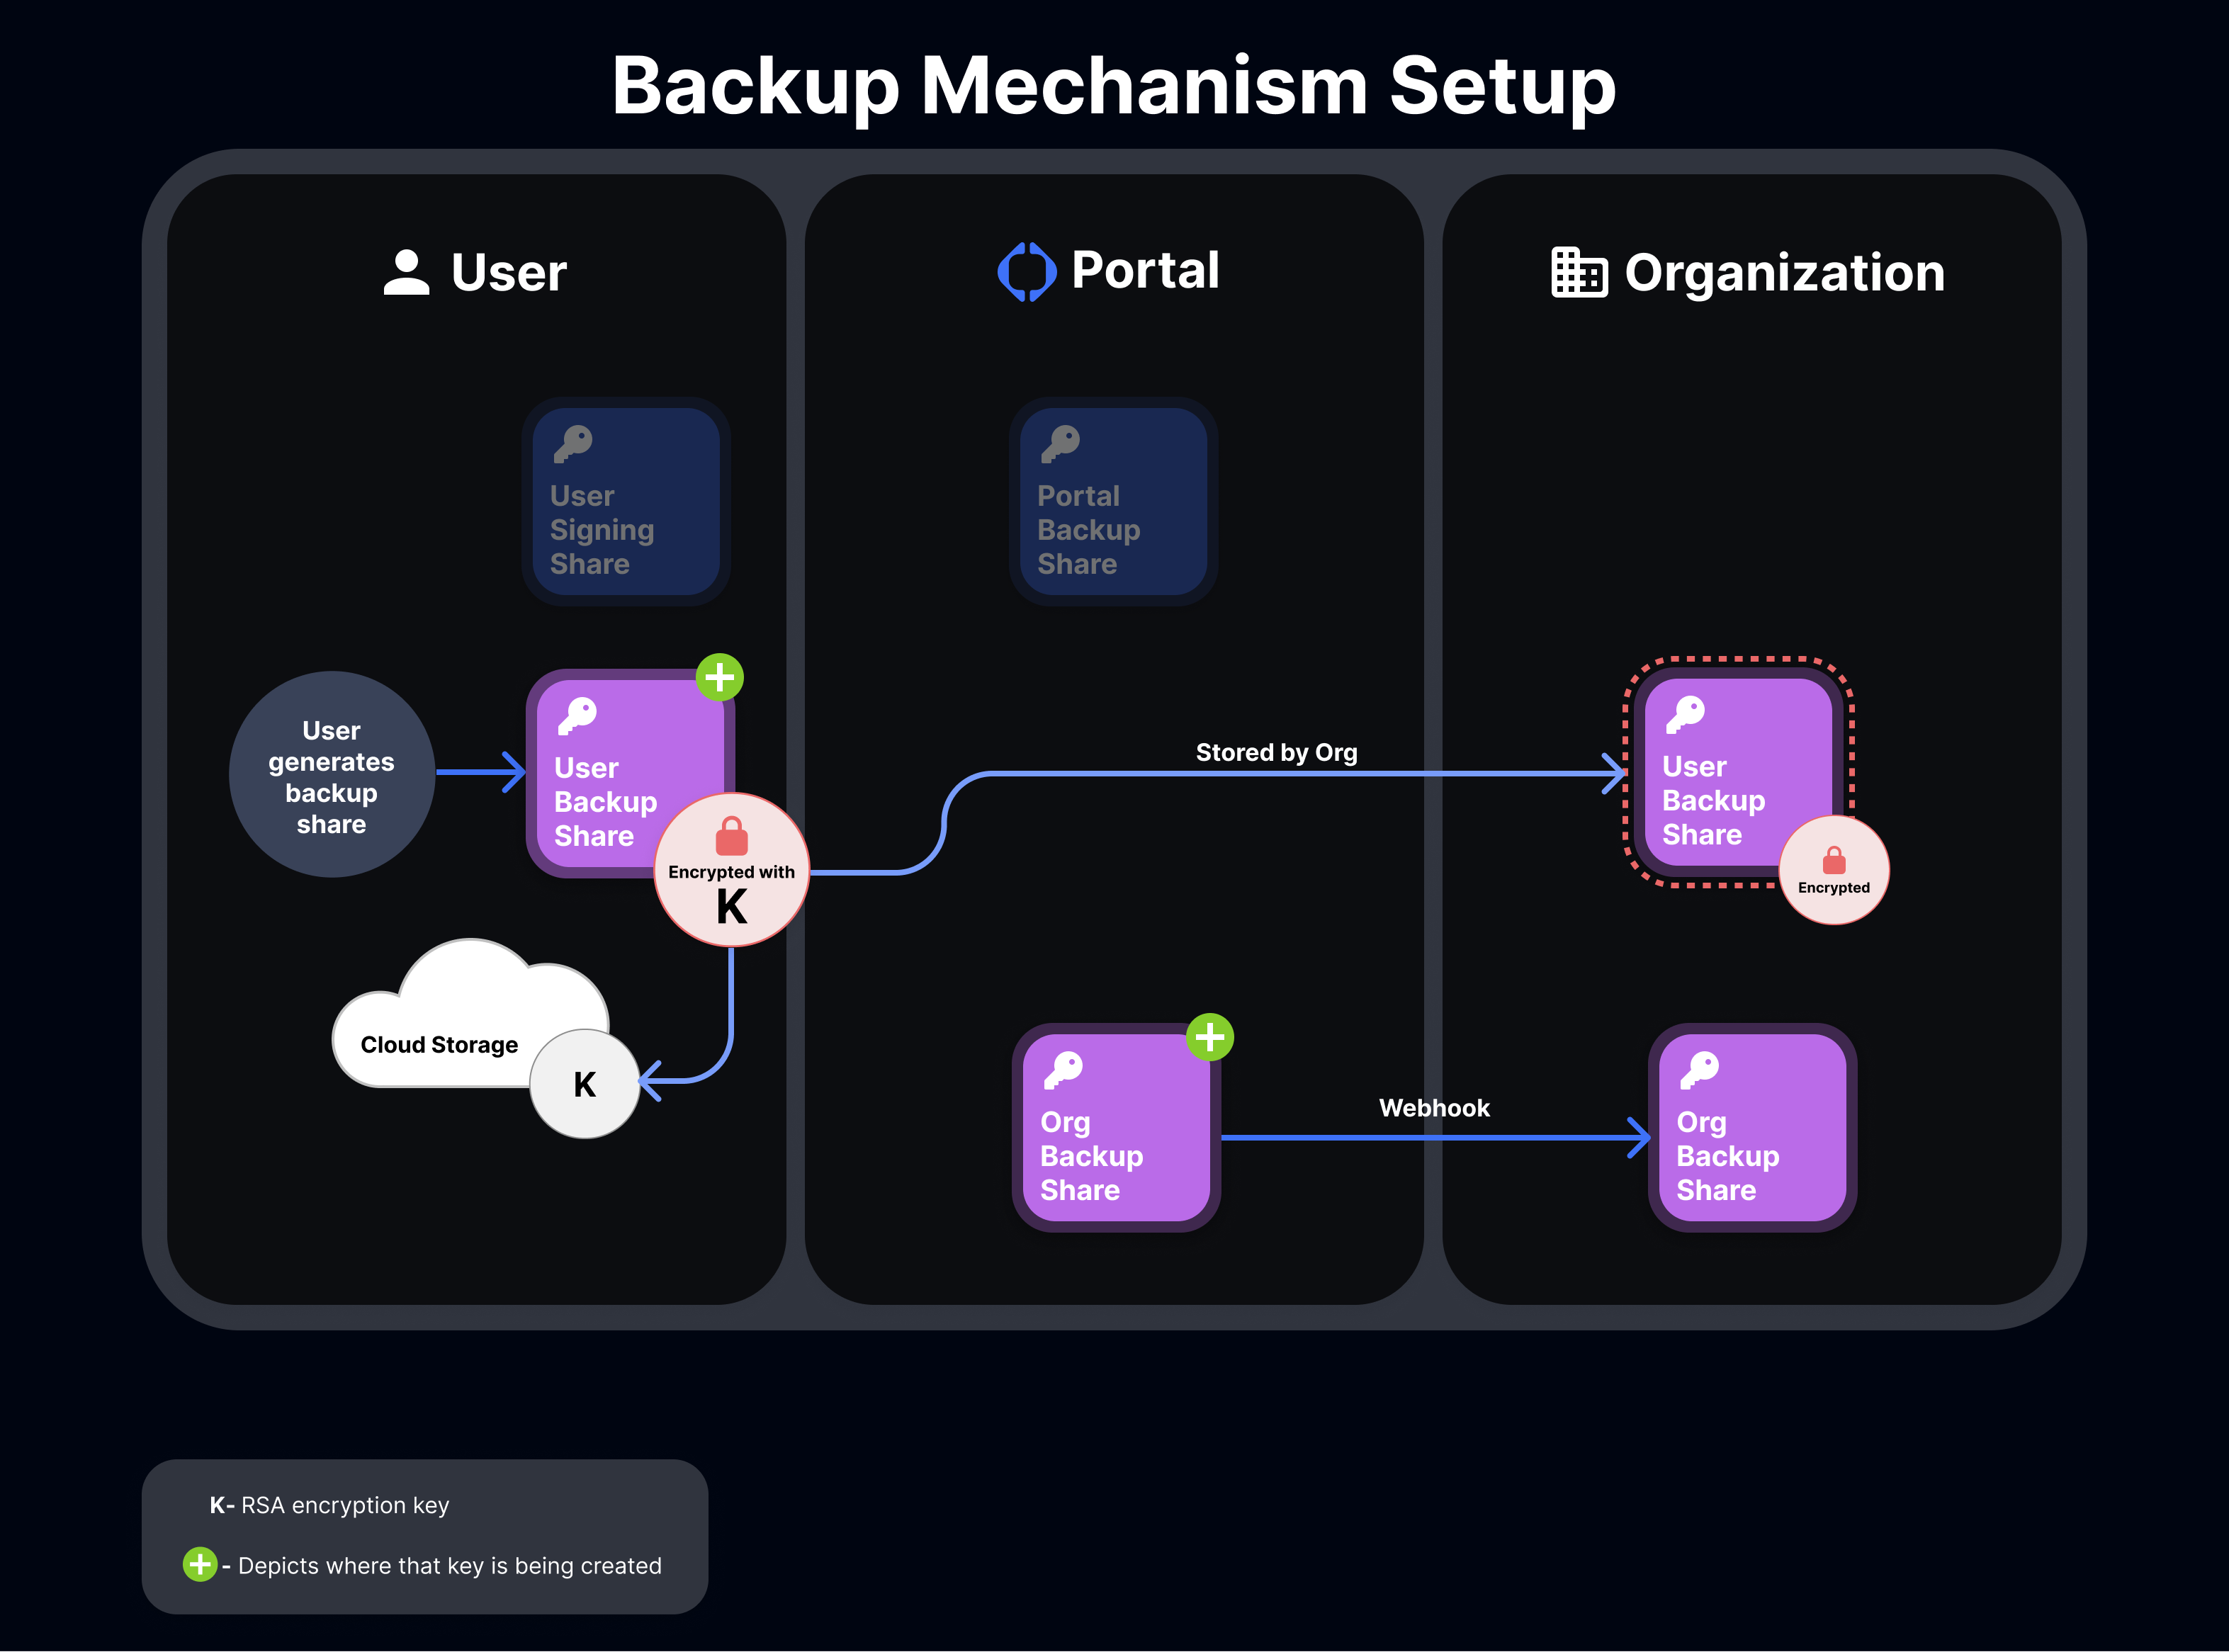 Backup Mechanism Setup
User
Portal
Organization
User
Signing
Share
Portal
Backup
Share
User
generates
backup
share
User
Backup
Share
Encrypted with
K
Stored by Org
User
Backup
Share
Encrypted
Cloud Storage
K
Org
Backup
Share
Webhook
Org
Backup
Share
K- RSA encryption key
- Depicts where that key is being created